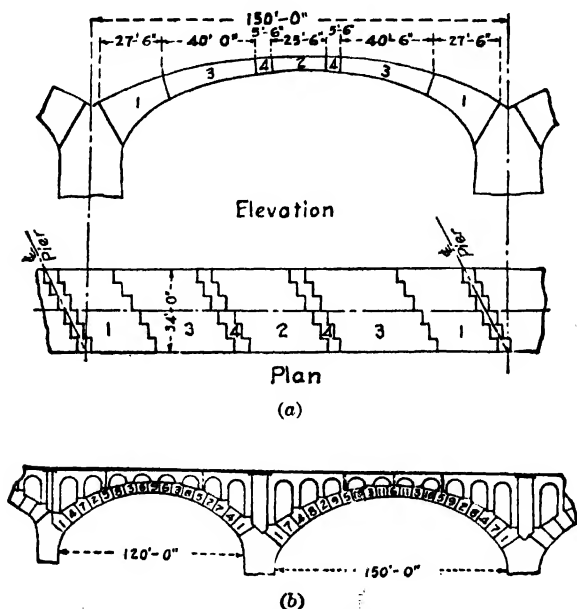 150'-0"
27'-6" 40' 0" 5'-6" 25'-6" 5'-6 40'-6" 27'-6"
1 3 4 2 4 3 1
Elevation
℄ pier ℄ pier
34'-0"
1 3 4 2 4 3 1
Plan
(a)
120'-0" 150'-0"
(b)